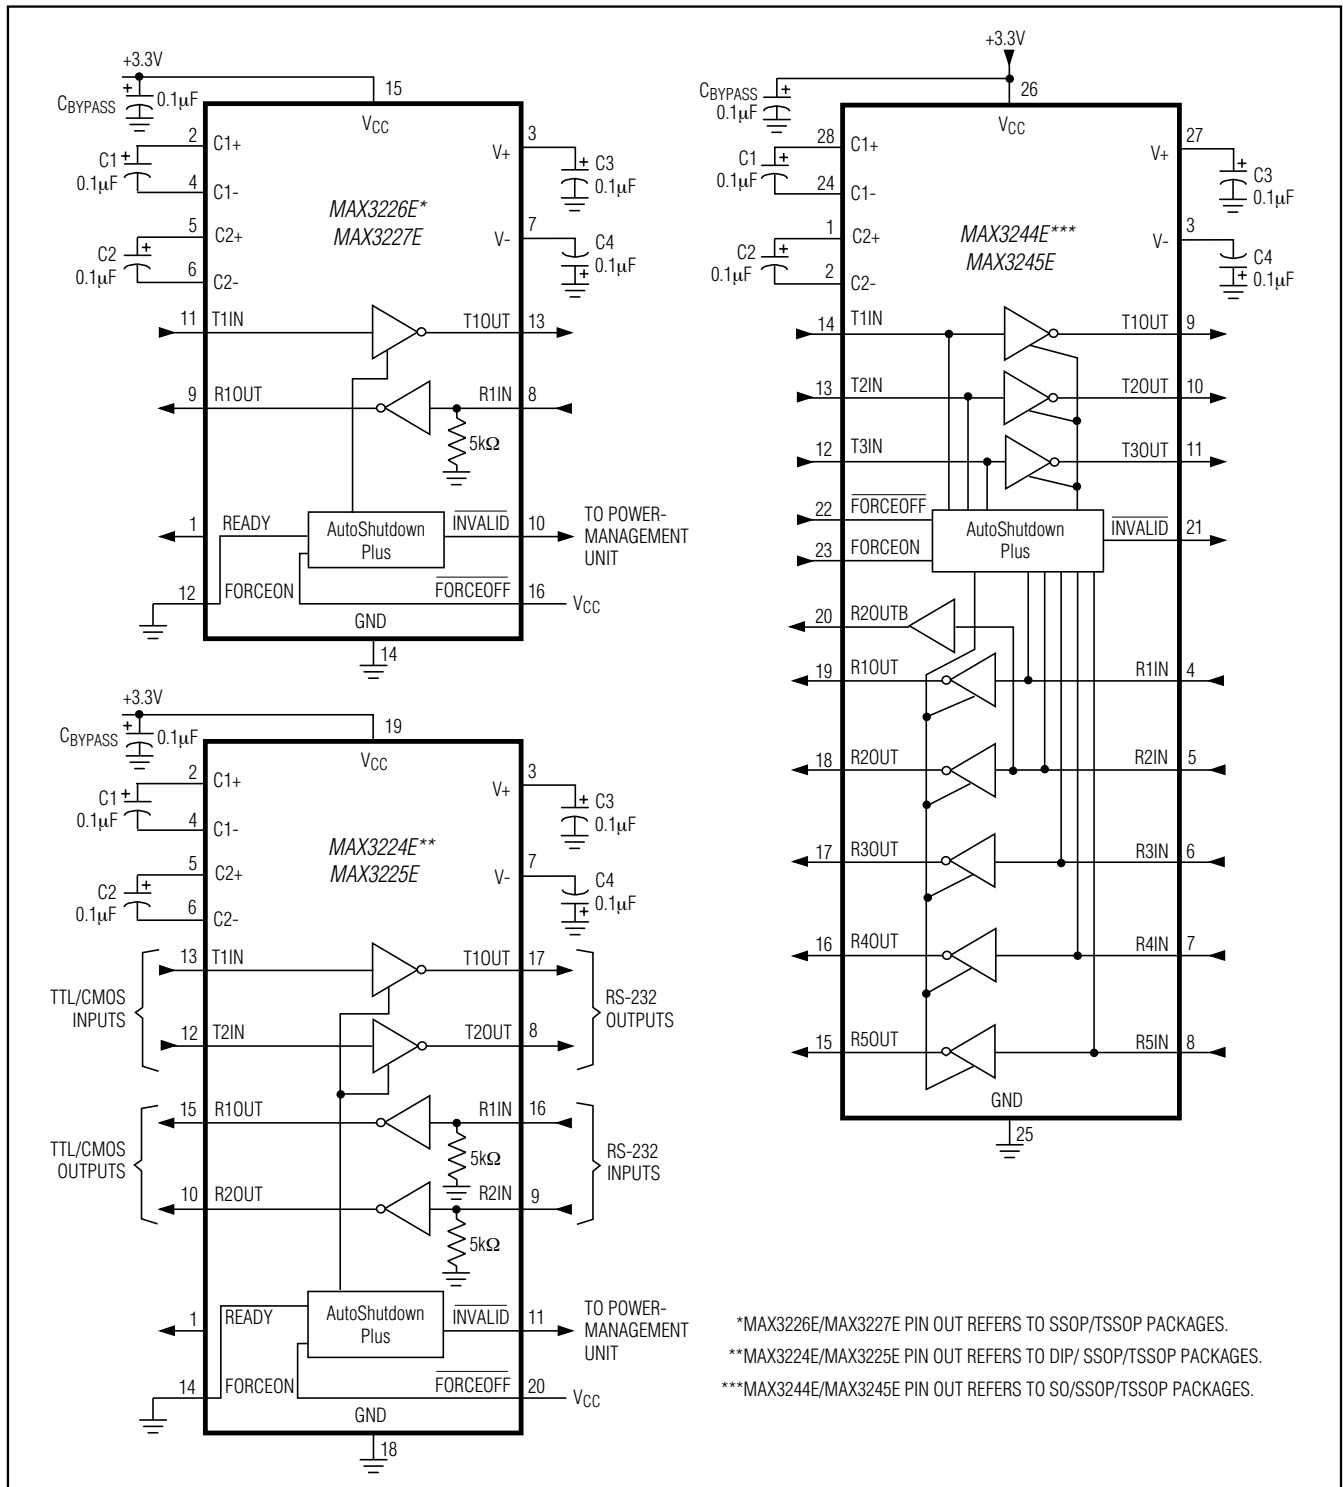 +3.3V
CBYPASS
+
0.1µF
15
VCC
2
C1+
C1
+
0.1µF
4
C1-
5
C2+
C2
+
0.1µF
6
C2-
3
V+
+
C3
0.1µF
7
V-
C4
+
0.1µF
MAX3226E*
MAX3227E
11
T1IN
T1OUT
13
9
R1OUT
R1IN
8
5kΩ
1
READY
AutoShutdown
Plus
INVALID
10
TO POWER-
MANAGEMENT
UNIT
12
FORCEON
FORCEOFF
16
VCC
GND
14
+3.3V
CBYPASS
+
0.1µF
19
VCC
2
C1+
C1
+
0.1µF
4
C1-
5
C2+
C2
+
0.1µF
6
C2-
3
V+
+
C3
0.1µF
7
V-
C4
+
0.1µF
MAX3224E**
MAX3225E
TTL/CMOS
INPUTS
13
T1IN
T1OUT
17
12
T2IN
T2OUT
8
RS-232
OUTPUTS
TTL/CMOS
OUTPUTS
15
R1OUT
R1IN
16
5kΩ
10
R2OUT
R2IN
9
5kΩ
RS-232
INPUTS
1
READY
AutoShutdown
Plus
INVALID
11
TO POWER-
MANAGEMENT
UNIT
14
FORCEON
FORCEOFF
20
VCC
GND
18
+3.3V
CBYPASS
+
0.1µF
26
VCC
28
C1+
C1
+
0.1µF
24
C1-
1
C2+
C2
+
0.1µF
2
C2-
27
V+
+
C3
0.1µF
3
V-
C4
+
0.1µF
MAX3244E***
MAX3245E
14
T1IN
T1OUT
9
13
T2IN
T2OUT
10
12
T3IN
T3OUT
11
22
FORCEOFF
23
FORCEON
AutoShutdown
Plus
INVALID
21
20
R2OUTB
19
R1OUT
R1IN
4
18
R2OUT
R2IN
5
17
R3OUT
R3IN
6
16
R4OUT
R4IN
7
15
R5OUT
R5IN
8
GND
25
*MAX3226E/MAX3227E PIN OUT REFERS TO SSOP/TSSOP PACKAGES.
**MAX3224E/MAX3225E PIN OUT REFERS TO DIP/ SSOP/TSSOP PACKAGES.
***MAX3244E/MAX3245E PIN OUT REFERS TO SO/SSOP/TSSOP PACKAGES.